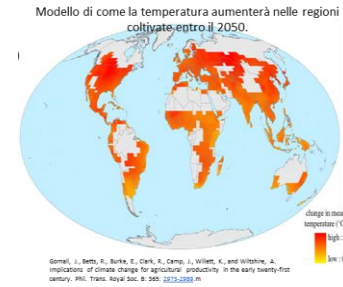 Modello di come la temperatura aumenterà nelle regioni
coltivate entro il 2050.
change in mean
temperature (°C
high :
low :
Gornall, J., Betts, R., Burke, E., Clark, R., Camp, J., Willett, K., and Wiltshire, A.
Implications of climate change for agricultural productivity in the early twenty-first
century. Phil. Trans. Royal Soc. B: 365: 2973-2989.m